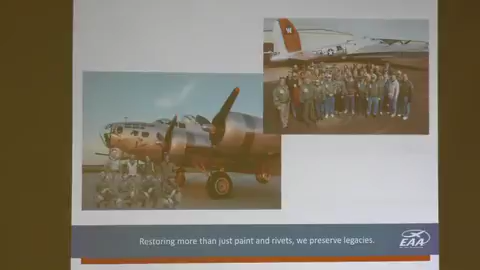 W
Restoring more than just paint and rivets, we preserve legacies.
EAA